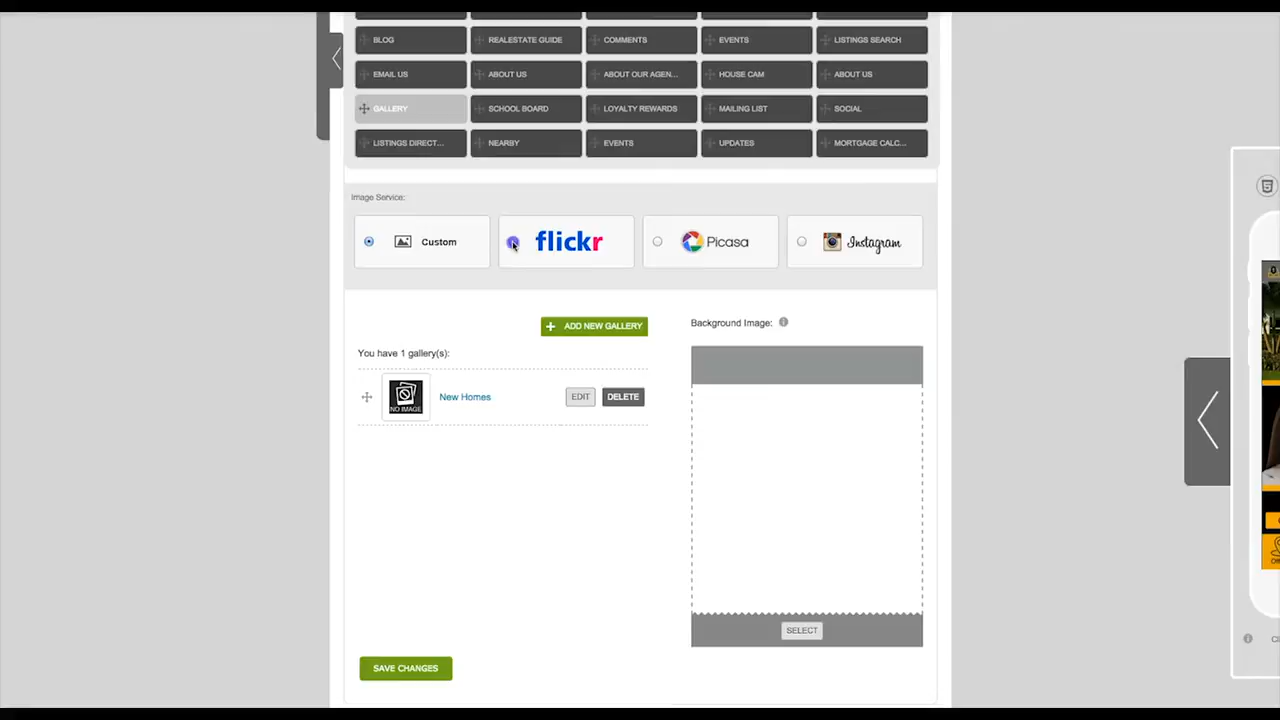 BLOG REALESTATE GUIDE COMMENTS EVENTS LISTINGS SEARCH
EMAIL US ABOUT US ABOUT OUR AGEN... HOUSE CAM ABOUT US
GALLERY SCHOOL BOARD LOYALTY REWARDS MAILING LIST SOCIAL
LISTINGS DIRECT... NEARBY EVENTS UPDATES MORTGAGE CALC...
Image Service:
Custom flickr Picasa Instagram
ADD NEW GALLERY
Background Image:
You have 1 gallery(s):
NO IMAGE
New Homes
EDIT DELETE
SELECT
SAVE CHANGES